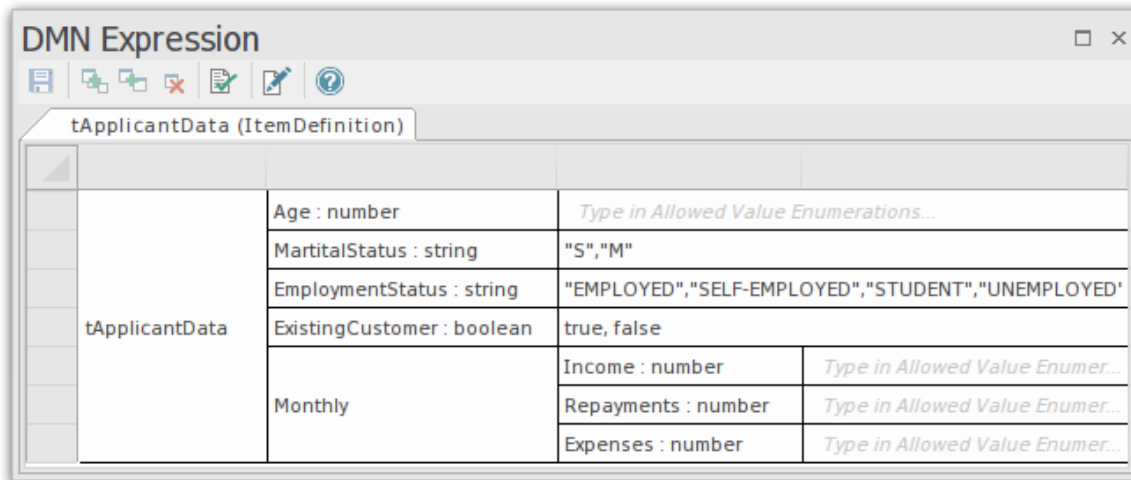 DMN Expression
tApplicantData (ItemDefinition)
tApplicantData
Age : number
Type in Allowed Value Enumerations...
MartitalStatus : string
"S","M"
EmploymentStatus : string
"EMPLOYED","SELF-EMPLOYED","STUDENT","UNEMPLOYED'
ExistingCustomer : boolean
true, false
Monthly
Income : number
Type in Allowed Value Enumer...
Repayments : number
Type in Allowed Value Enumer...
Expenses : number
Type in Allowed Value Enumer...